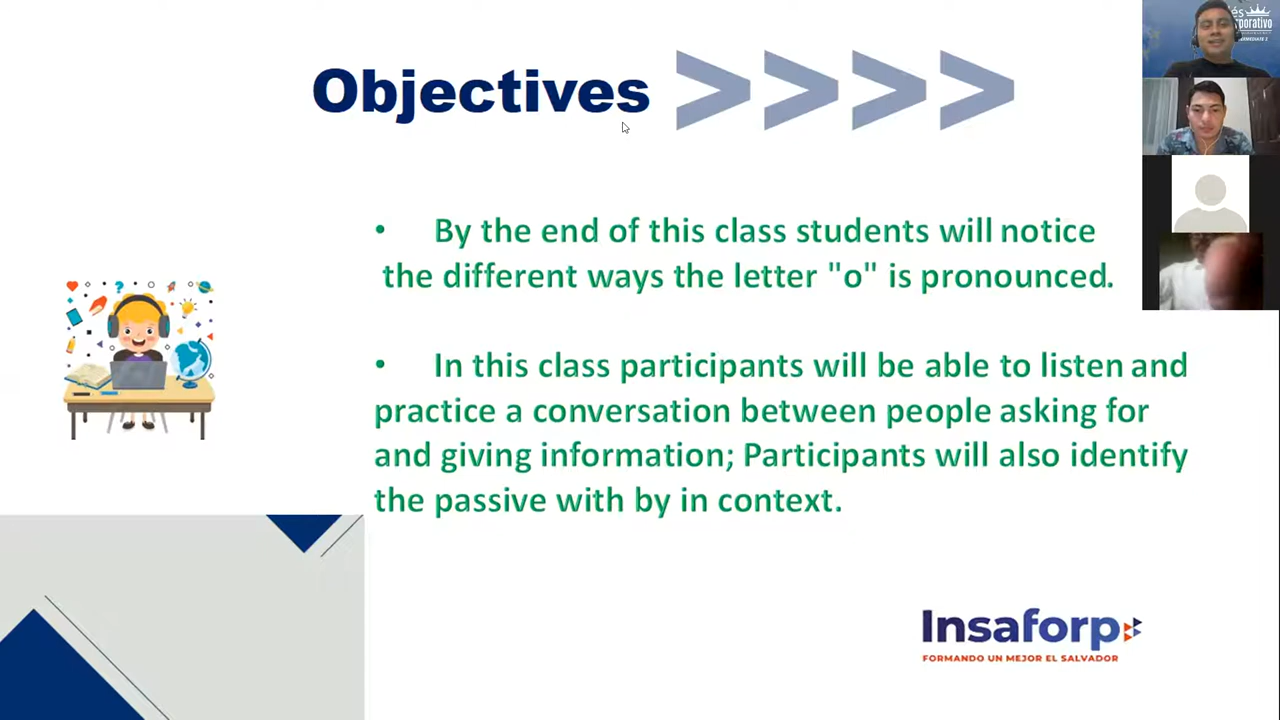 Objectives
• By the end of this class students will notice
the different ways the letter "o" is pronounced.
• In this class participants will be able to listen and
practice a conversation between people asking for
and giving information; Participants will also identify
the passive with by in context.
Insaforp
FORMANDO UN MEJOR EL SALVADOR